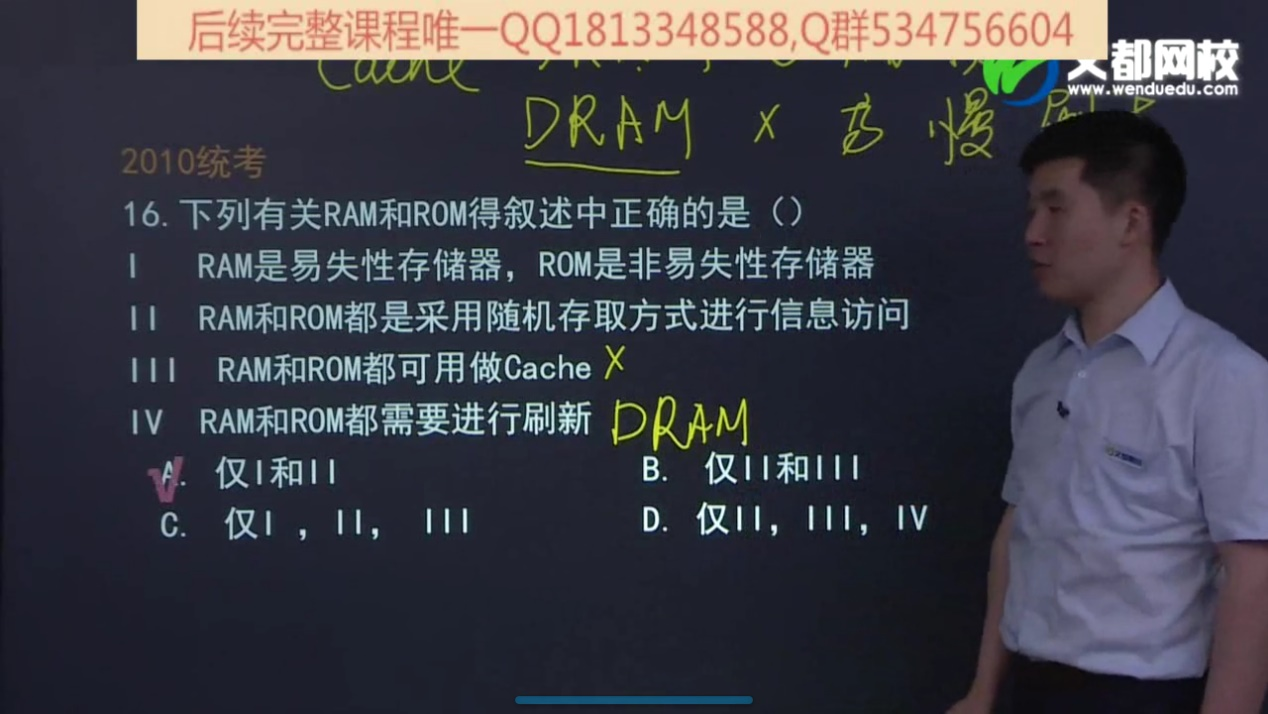 后续完整课程唯一QQ1813348588,Q群534756604
文都网校
www.wenduedu.com
Cache
DRAM × 高 慢
2010统考
16.下列有关RAM和ROM得叙述中正确的是（）
I RAM是易失性存储器，ROM是非易失性存储器
II RAM和ROM都是采用随机存取方式进行信息访问
III RAM和ROM都可用做Cache ×
IV RAM和ROM都需要进行刷新 DRAM
A. 仅I和II
B. 仅II和III
C. 仅I ，II， III
D. 仅II，III，IV